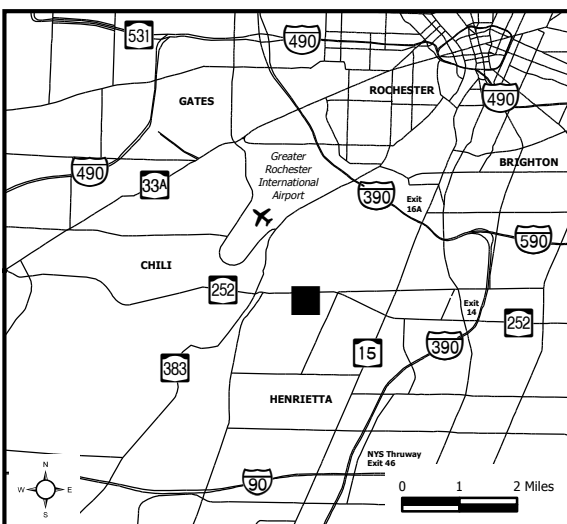 531
490
ROCHESTER
GATES
490
BRIGHTON
Greater
Rochester
International
Airport
490
33A
390
Exit
16A
590
CHILI
252
Exit
14
252
15
390
383
HENRIETTA
NYS Thruway
Exit 46
90
N
W
E
S
0 1 2 Miles